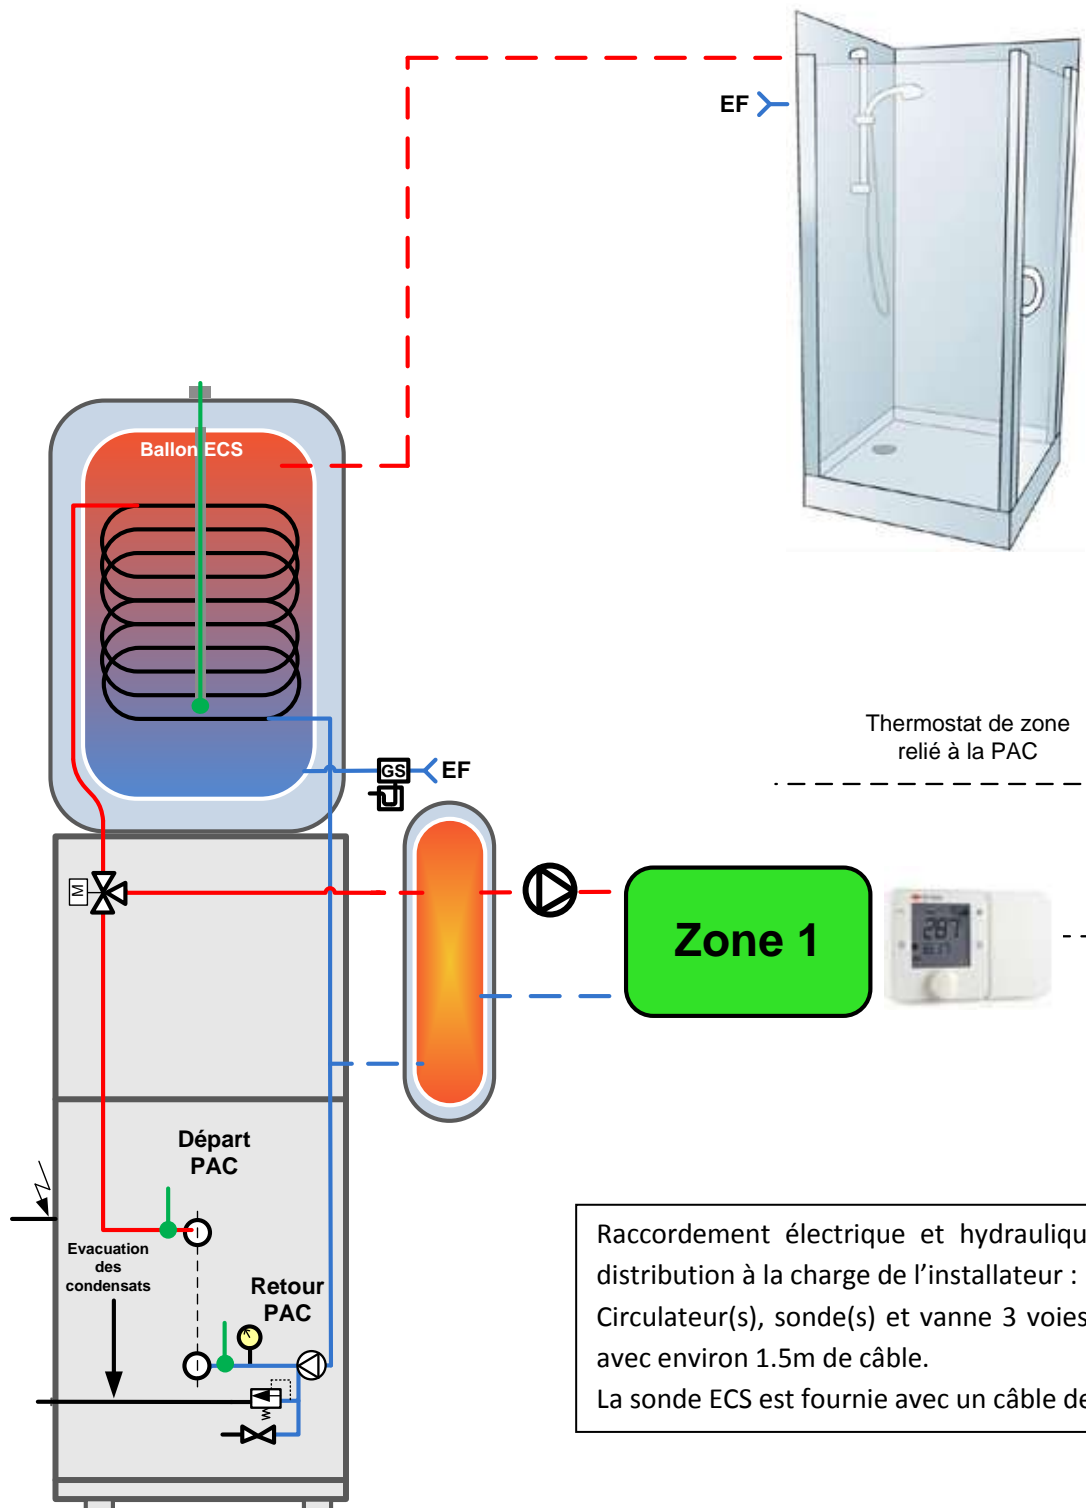 EF
Ballon ECS
Thermostat de zone
relié à la PAC
GS
EF
M
Zone 1
Départ
PAC
Evacuation
des
condensats
Retour
PAC
Raccordement électrique et hydrauliqu
distribution à la charge de l’installateur :
Circulateur(s), sonde(s) et vanne 3 voies
avec environ 1.5m de câble.
La sonde ECS est fournie avec un câble de